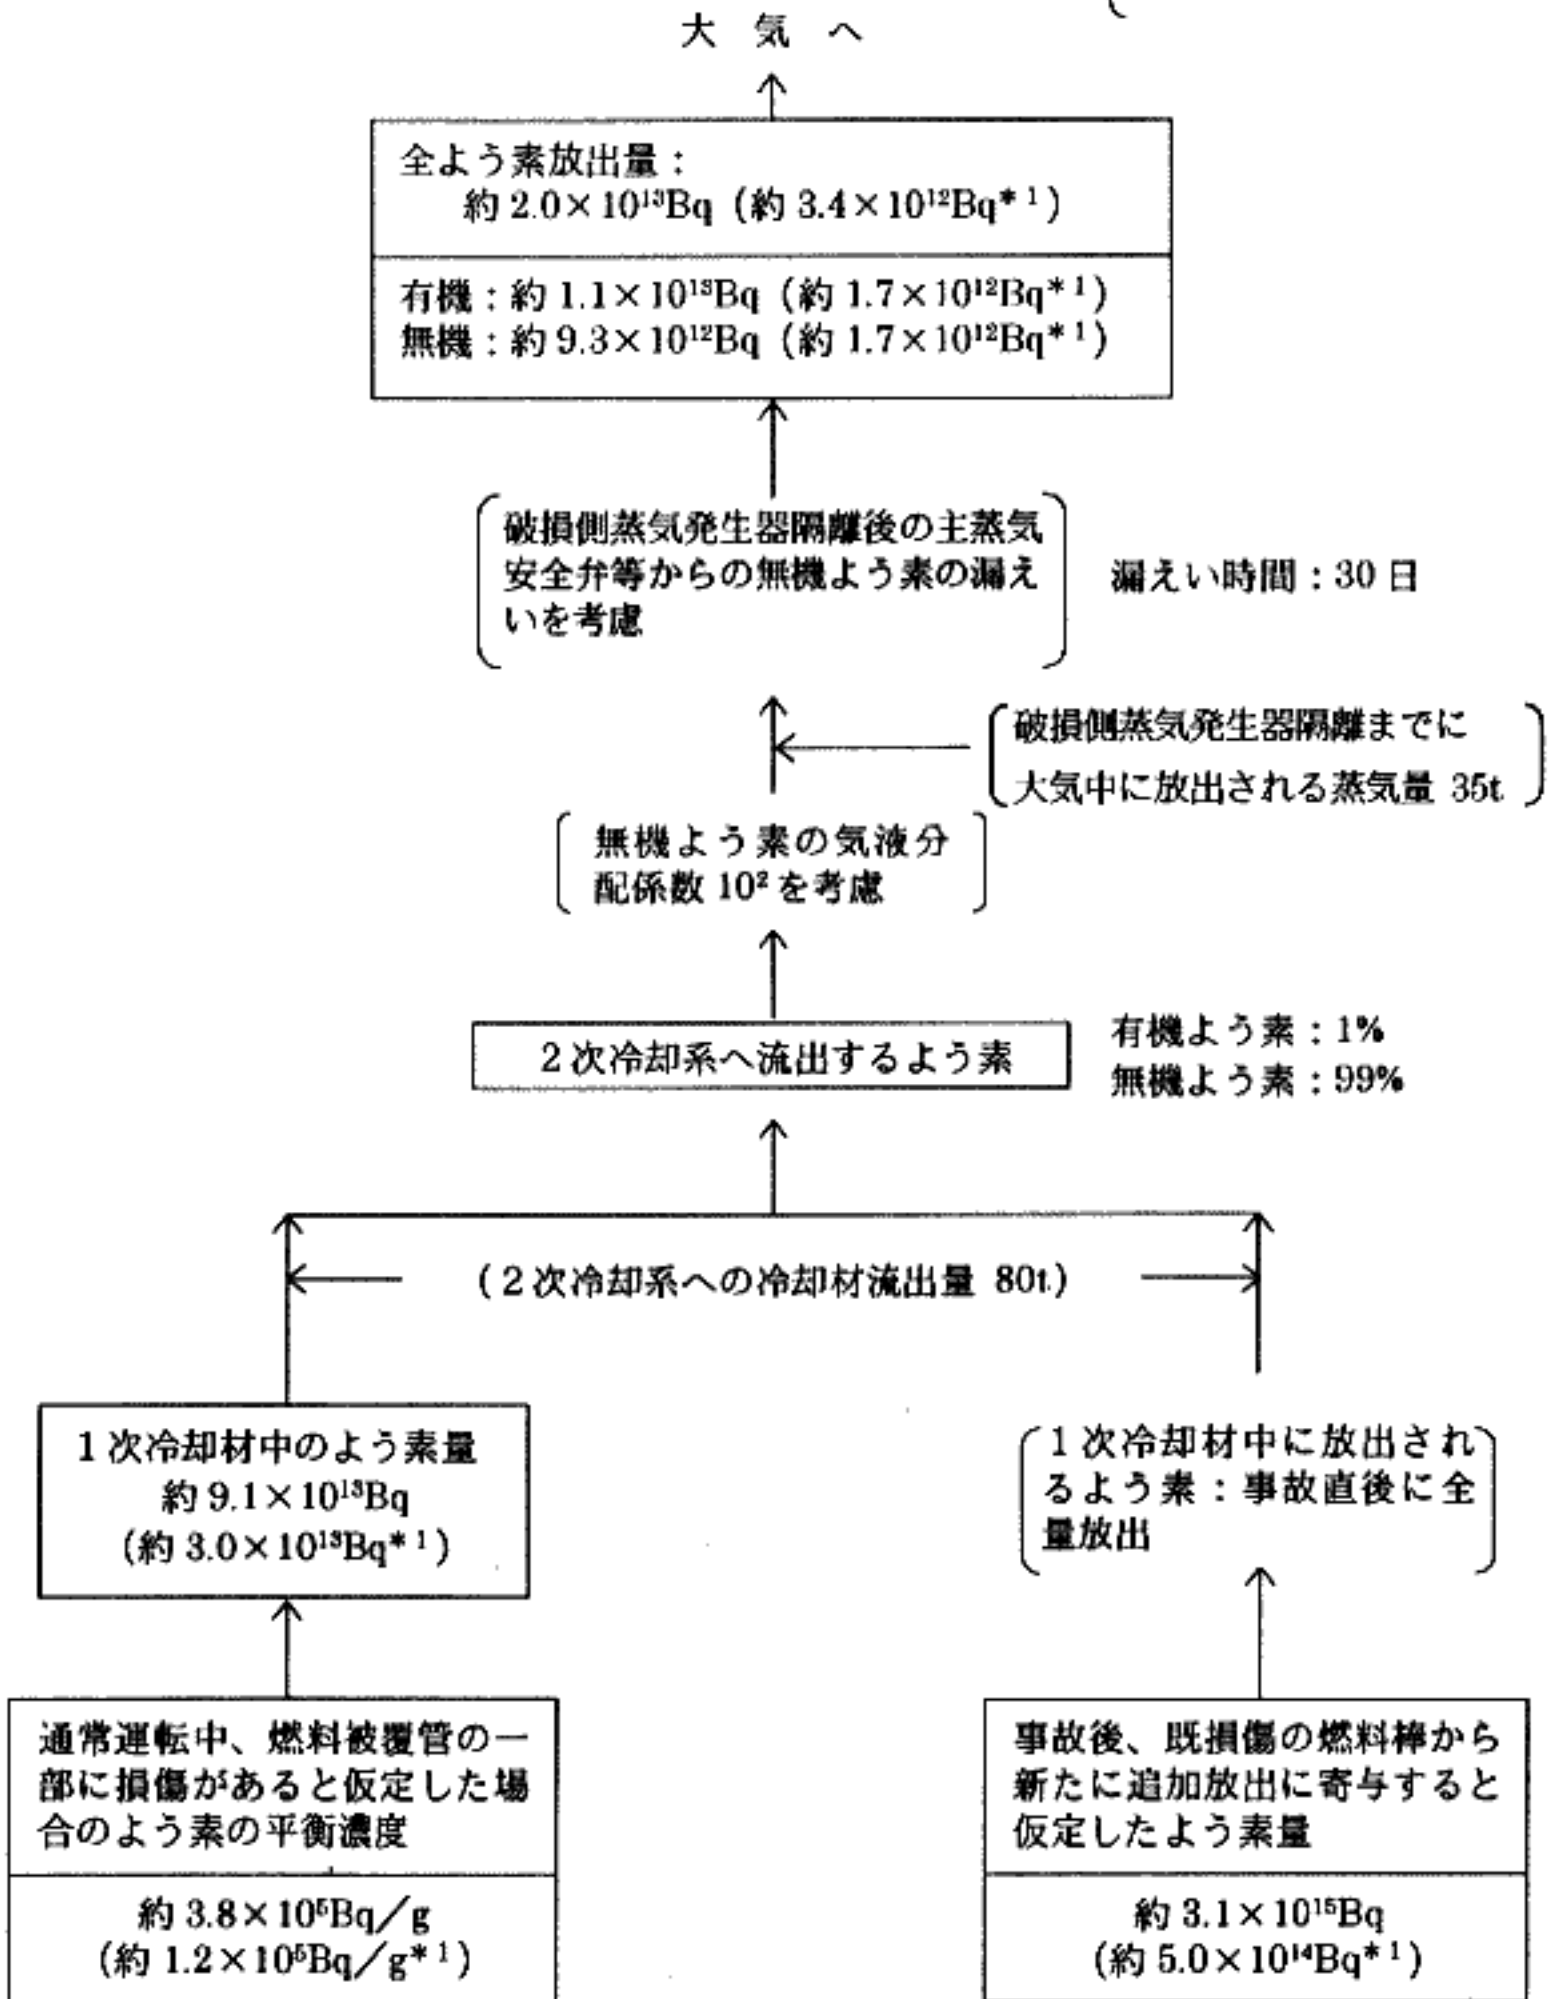 大 気 へ
全よう素放出量：
約 2.0×10¹³Bq（約 3.4×10¹²Bq*¹）
有機：約 1.1×10¹³Bq（約 1.7×10¹²Bq*¹）
無機：約 9.3×10¹²Bq（約 1.7×10¹²Bq*¹）
破損側蒸気発生器隔離後の主蒸気
安全弁等からの無機よう素の漏え
いを考慮
漏えい時間：30 日
破損側蒸気発生器隔離までに
大気中に放出される蒸気量 35t
無機よう素の気液分
配係数 10² を考慮
2 次冷却系へ流出するよう素
有機よう素：1%
無機よう素：99%
（2 次冷却系への冷却材流出量 80t）
1 次冷却材中のよう素量
約 9.1×10¹³Bq
（約 3.0×10¹³Bq*¹）
1 次冷却材中に放出され
るよう素：事故直後に全
量放出
通常運転中、燃料被覆管の一
部に損傷があると仮定した場
合のよう素の平衡濃度
約 3.8×10⁵Bq／g
（約 1.2×10⁵Bq／g*¹）
事故後、既損傷の燃料棒から
新たに追加放出に寄与すると
仮定したよう素量
約 3.1×10¹⁵Bq
（約 5.0×10¹⁴Bq*¹）